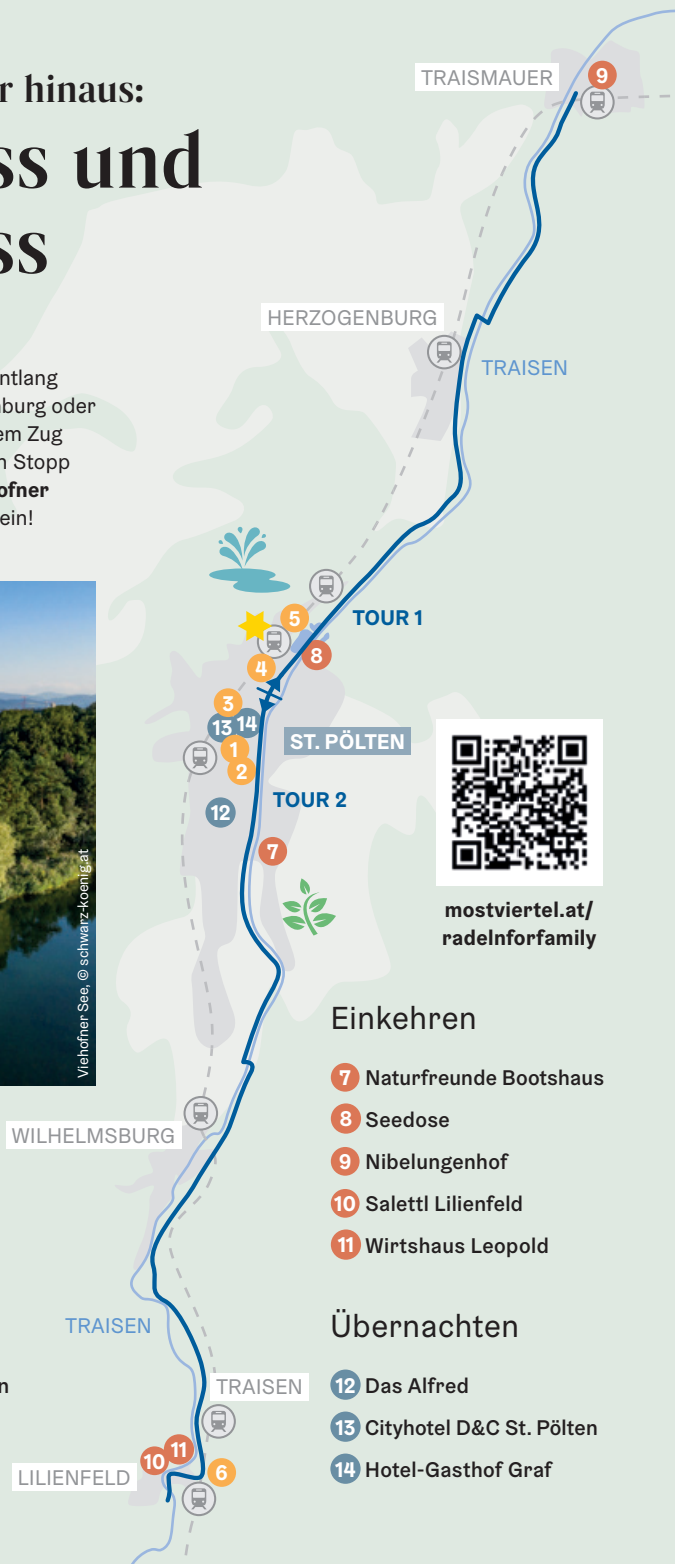 r hinaus:
ss und
ss
ntlang
burg oder
em Zug
n Stopp
ofner
ein!
Viehofner See, © schwarz-koenig.at
n
TRAISMAUER
9
HERZOGENBURG
TRAISEN
5
TOUR 1
8
4
3
13 14
ST. PÖLTEN
1
2
TOUR 2
12
7
WILHELMSBURG
TRAISEN
TRAISEN
11
10
6
LILIENFELD
mostviertel.at/
radelnforfamily
Einkehren
7 Naturfreunde Bootshaus
8 Seedose
9 Nibelungenhof
10 Salettl Lilienfeld
11 Wirtshaus Leopold
Übernachten
12 Das Alfred
13 Cityhotel D&C St. Pölten
14 Hotel-Gasthof Graf